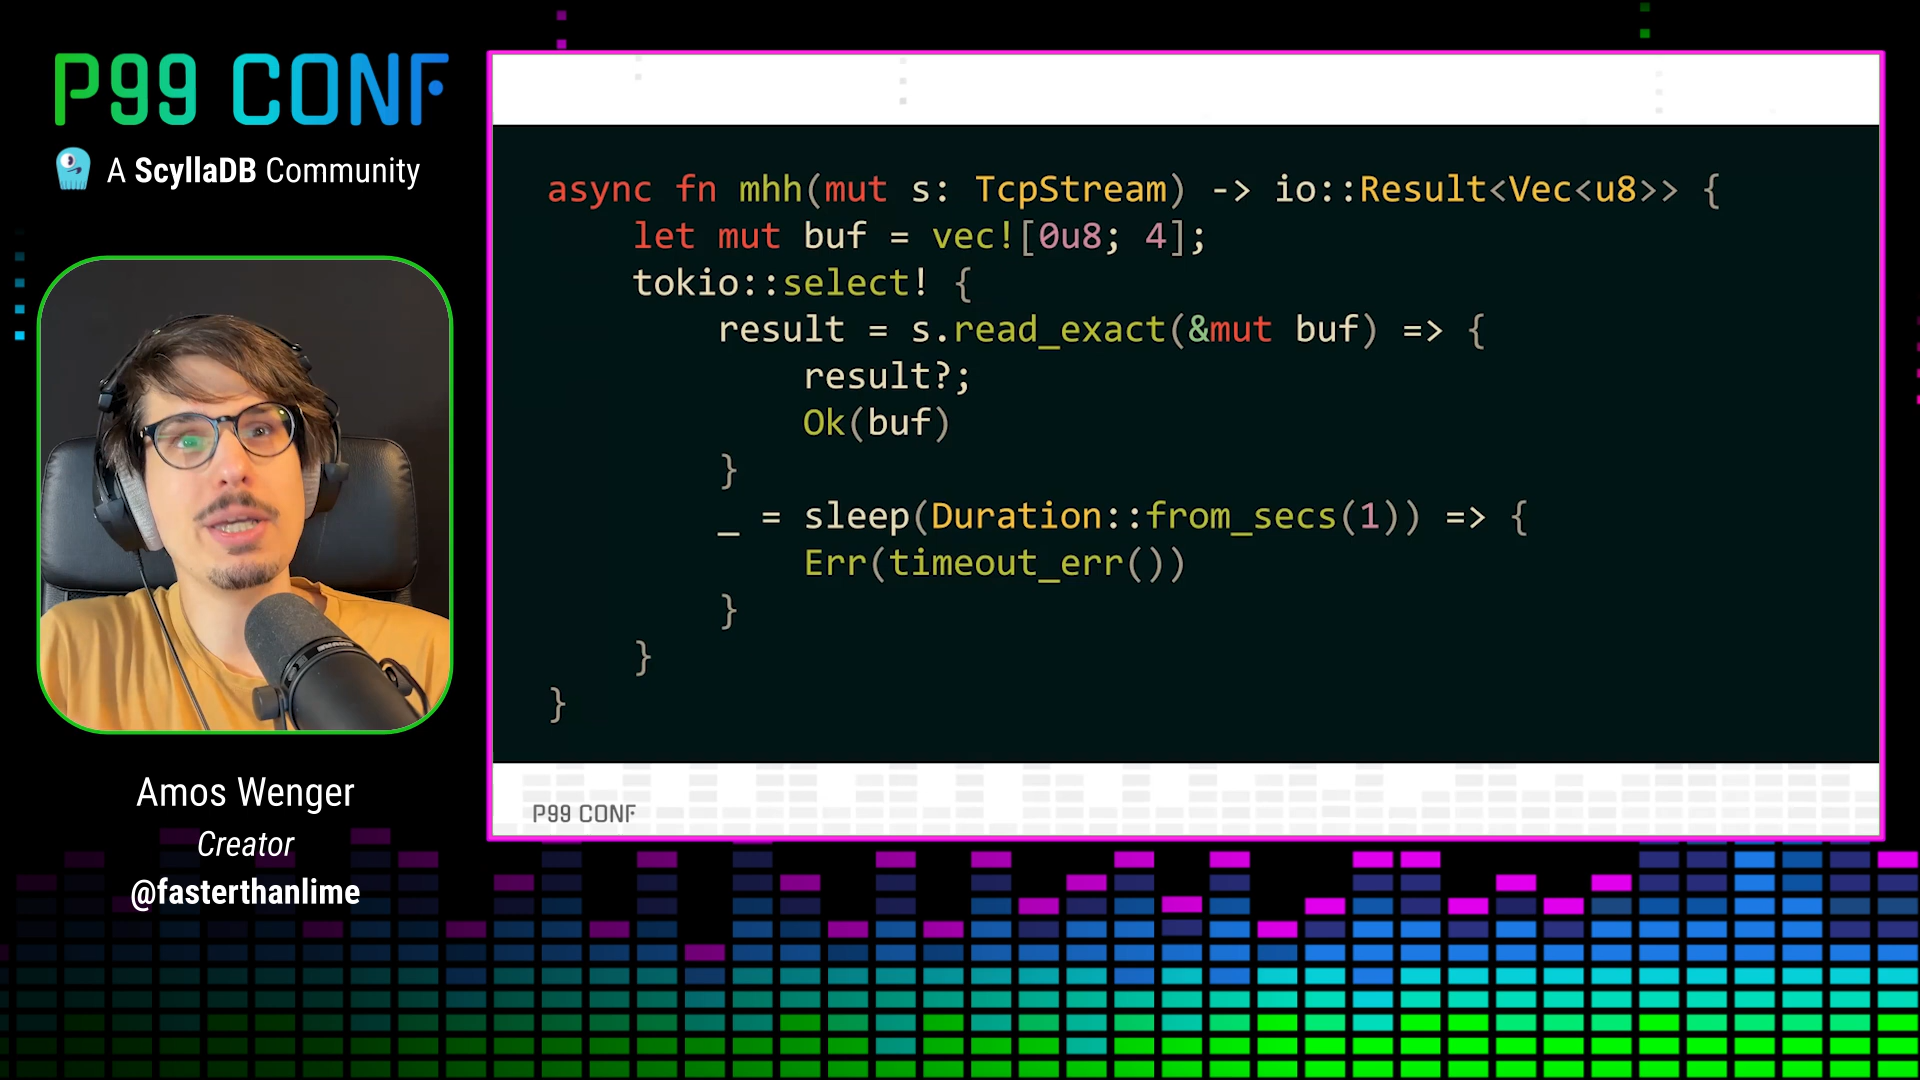 P99 CONF
A ScyllaDB Community
async fn mhh(mut s: TcpStream) -> io::Result<Vec<u8>> {
    let mut buf = vec![0u8; 4];
    tokio::select! {
        result = s.read_exact(&mut buf) => {
            result?;
            Ok(buf)
        }
        _ = sleep(Duration::from_secs(1)) => {
            Err(timeout_err())
        }
    }
}
P99 CONF
Amos Wenger
Creator
@fasterthanlime